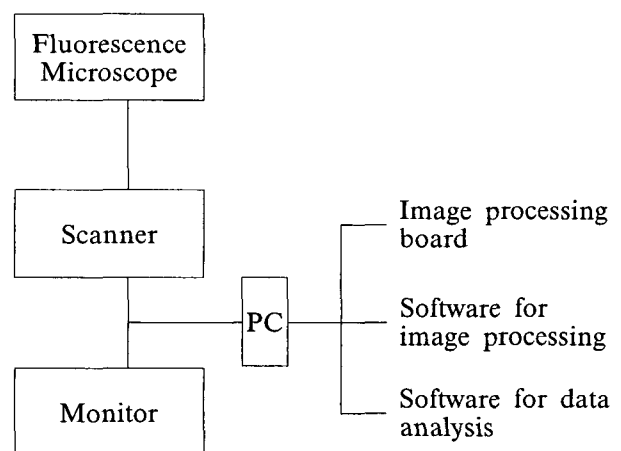 Fluorescence
Microscope
Scanner
Image processing
board
PC
Software for
image processing
Monitor
Software for data
analysis